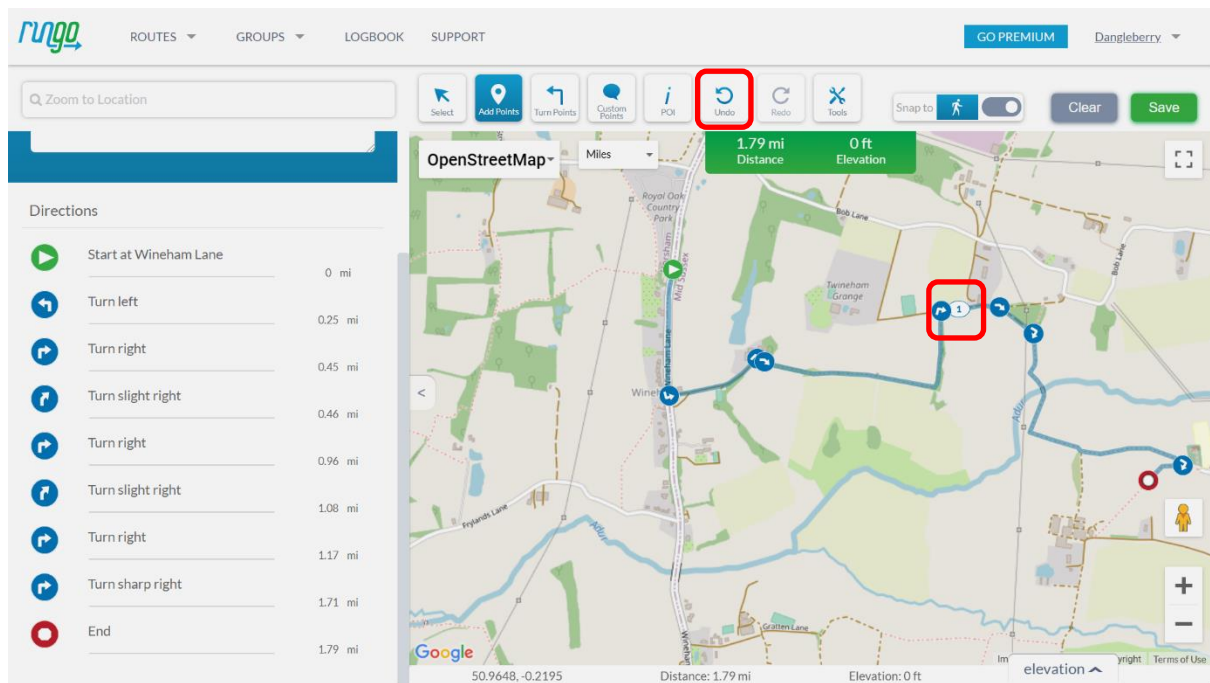 rungo
ROUTES
GROUPS
LOGBOOK
SUPPORT
GO PREMIUM
Dangleberry
Zoom to Location
Select
Add Points
Turn Points
Custom
Points
POI
Undo
Redo
Tools
Snap to
Clear
Save
Directions
Start at Wineham Lane
0 mi
Turn left
0.25 mi
Turn right
0.45 mi
Turn slight right
0.46 mi
Turn right
0.96 mi
Turn slight right
1.08 mi
Turn right
1.17 mi
Turn sharp right
1.71 mi
End
1.79 mi
OpenStreetMap
Miles
1.79 mi
Distance
0 ft
Elevation
Royal Oak
Country
Park
Mid Sussex
Bob Lane
Bob Lane
Twineham
Grange
1
Wineham Lane
Adur
Frylands Lane
Adur
Gratten Lane
Google
Terms of Use
50.9648, -0.2195
Distance: 1.79 mi
Elevation: 0 ft
elevation